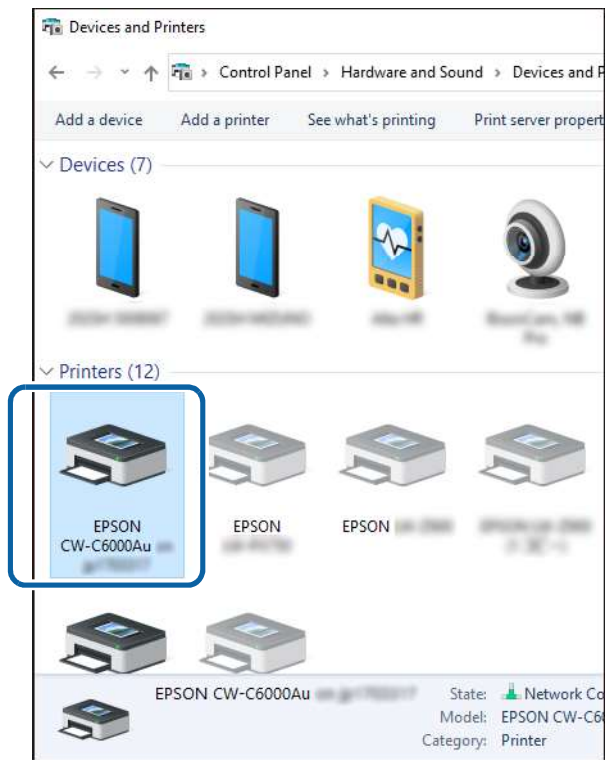 Devices and Printers
Control Panel > Hardware and Sound > Devices and P
Add a device Add a printer See what's printing Print server propert
Devices (7)
Printers (12)
EPSON
CW-C6000Au
EPSON
EPSON
EPSON CW-C6000Au State: Network Co
Model: EPSON CW-C60
Category: Printer